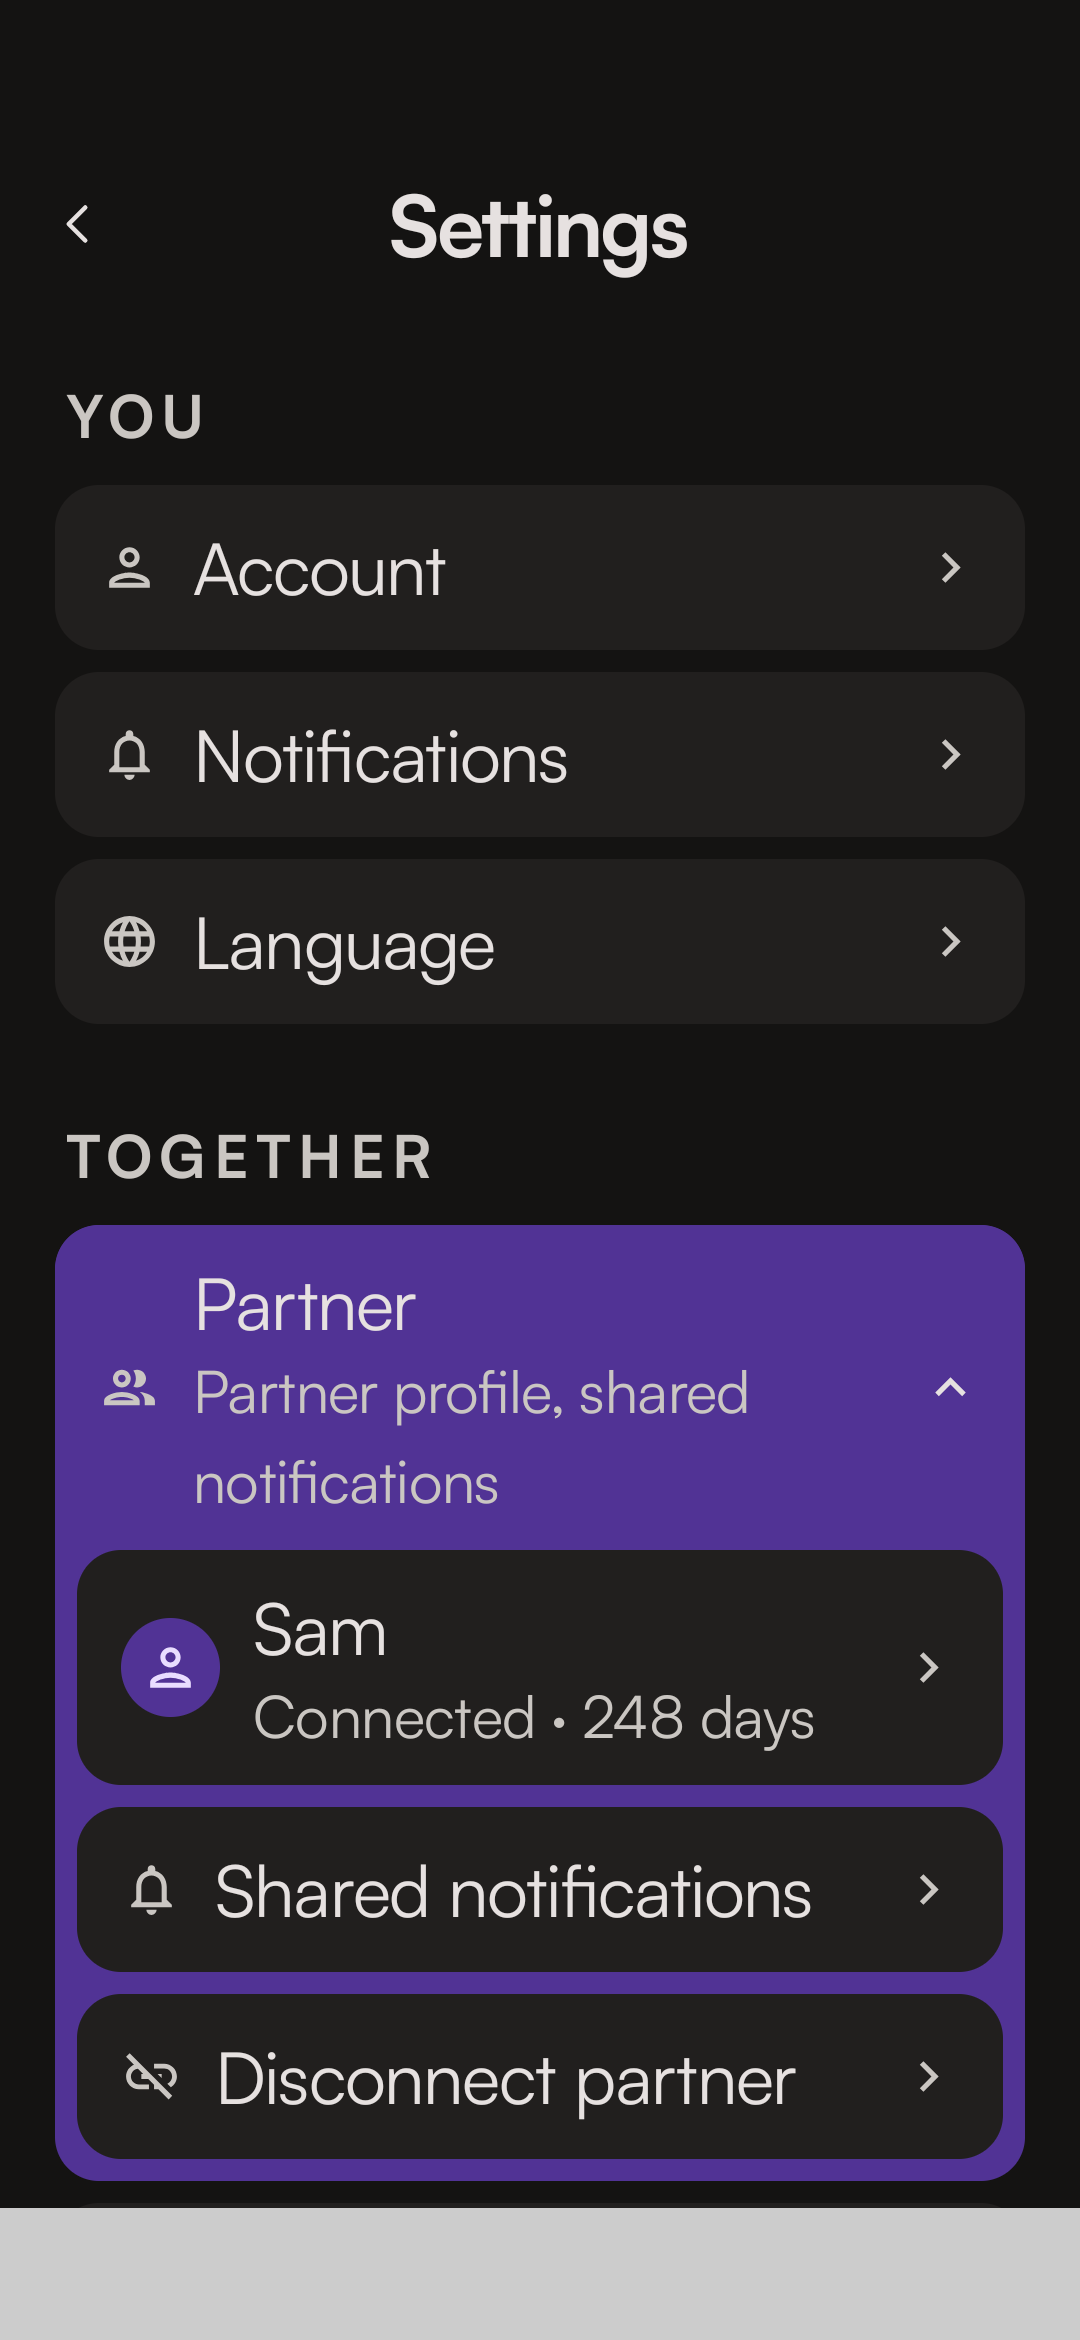 Settings
YOU
Account
Notifications
Language
TOGETHER
Partner
Partner profile, shared
notifications
Sam
Connected · 248 days
Shared notifications
Disconnect partner